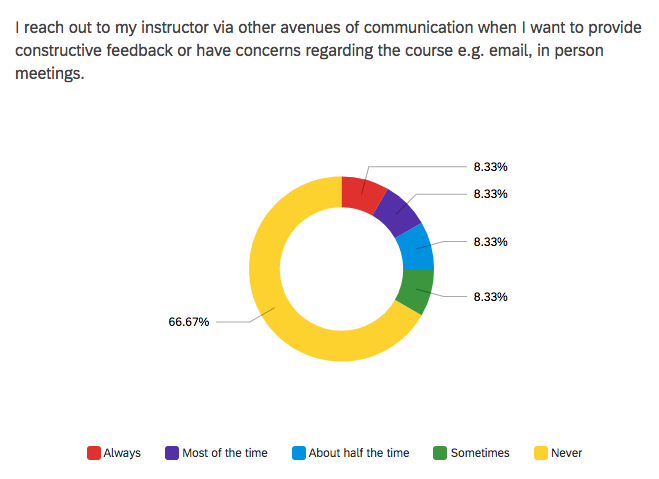 I reach out to my instructor via other avenues of communication when I want to provide
constructive feedback or have concerns regarding the course e.g. email, in person
meetings.
8.33%
8.33%
8.33%
8.33%
66.67%
Always Most of the time About half the time Sometimes Never